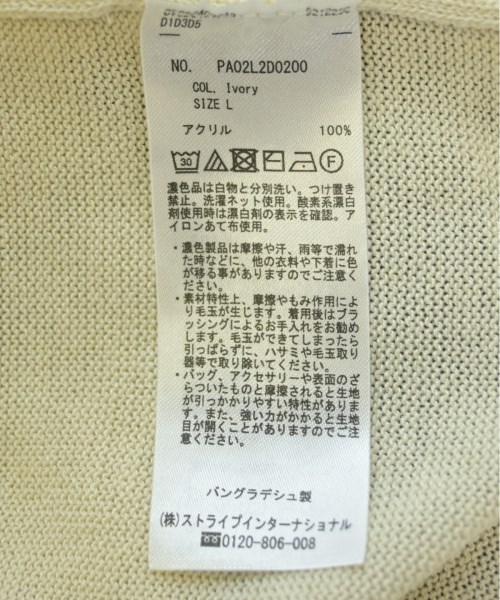 D1D3D5
NO. PA02L2D0200
COL. Ivory
SIZE L
アクリル 100%
30 F
濃色品は白物と分別洗い。つけ置き
禁止。洗濯ネット使用。酸素系漂白
剤使用時は漂白剤の表示を確認。ア
イロンあて布使用。
・濃色製品は摩擦や汗、雨等で濡れ
た時などに、他の衣料や下着に色
が移る事がありますのでご注意く
ださい。
・素材特性上、摩擦やもみ作用によ
り毛玉が生じます。着用後はブラ
ッシングによるお手入れをお勧め
します。毛玉ができてしまったら
引っぱらずに、ハサミや毛玉取り
器等で取り除いてください。
・バッグ、アクセサリーや表面のざ
らついたものと摩擦されると生地
が引っかかりやすい特性がありま
す。また、強い力がかかると生地
目が開くことがありますのでご注
意ください。
バングラデシュ製
(株)ストライプインターナショナル
0120-806-008